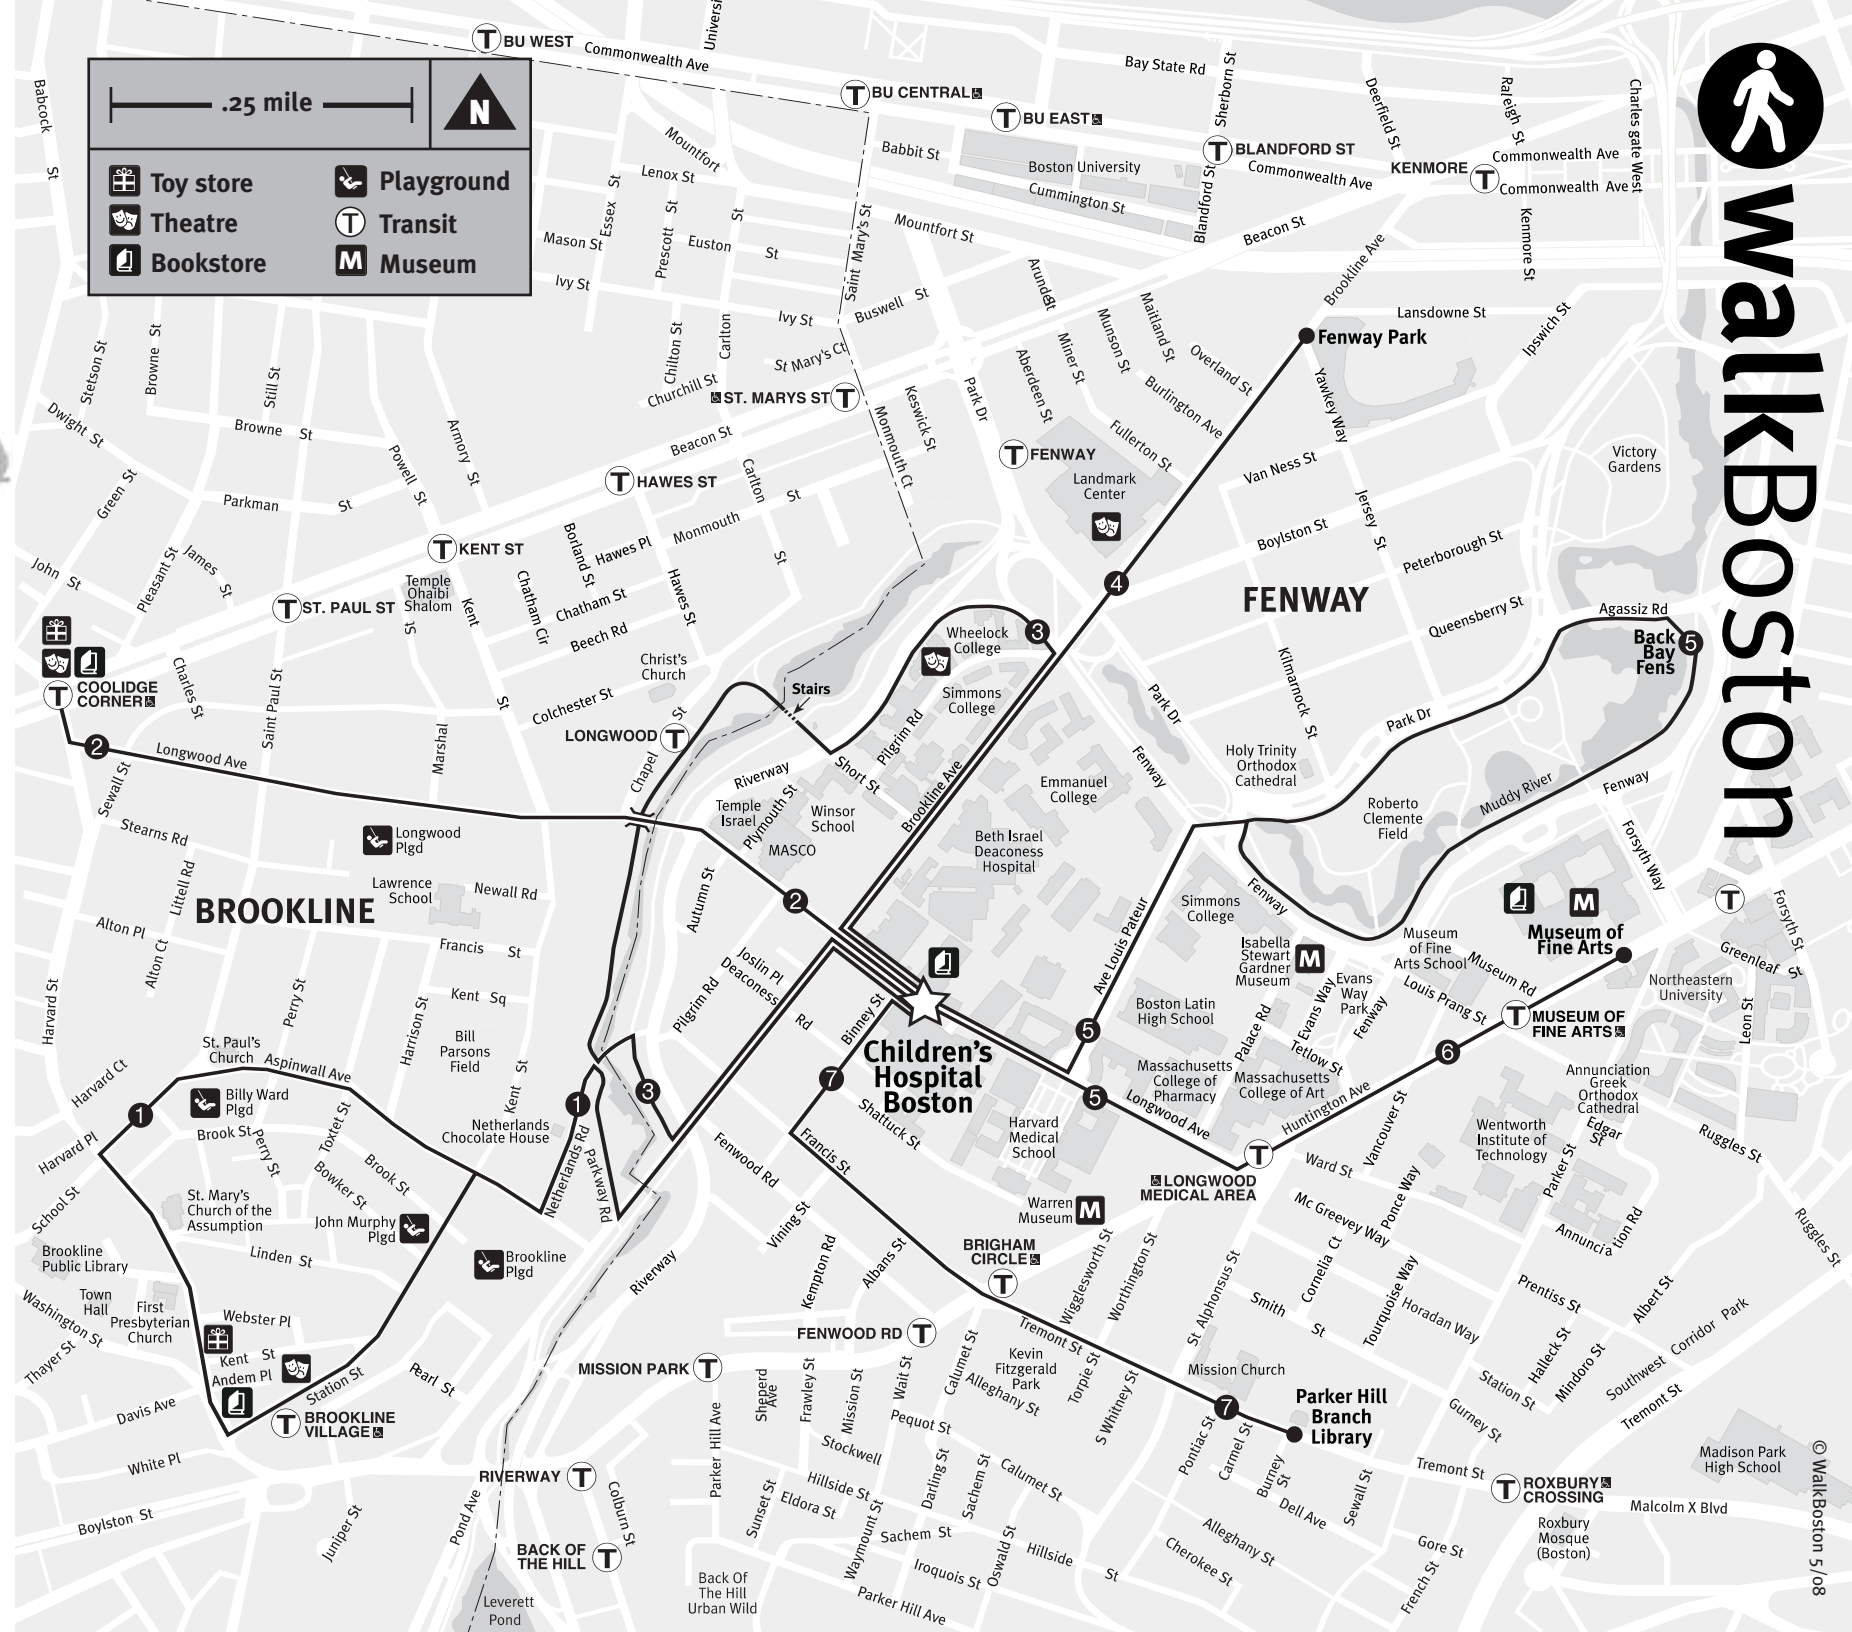 .25 mile
N
Toy store
Theatre
Bookstore
Playground
Transit
Museum
walkBoston
BU WEST
Commonwealth Ave
BU CENTRAL
BU EAST
BLANDFORD ST
Commonwealth Ave
KENMORE
Commonwealth Ave
Commonwealth Ave
Bay State Rd
Sherborn St
Deerfield St
Raleigh St
Charles gate West
Babcock St
Mountfort
Lenox St
Babbit St
Boston University
Cummington St
Blandford St
Beacon St
Brookline Ave
Kenmore St
Essex St
Prescott St
St
Mason St
Euston St
Ivy St
Saint Mary's St
Mountfort St
Ivy St
Buswell St
Arundel St
Lansdowne St
Ipswich St
Fenway Park
Yawkey Way
Stetson St
Browne St
Still St
Chilton St
Carlton
St Mary's Ct
Churchill St
ST. MARYS ST
Miner St
Munson St
Maitland St
Overland St
Aberdeen St
Burlington Ave
Park Dr
Keswick St
Monmouth Ct
Dwight St
Browne St
Armory St
Powell St
Beacon St
HAWES ST
FENWAY
Fullerton St
Landmark
Center
Van Ness St
Victory
Gardens
Green St
Parkman St
Carlton St
Monmouth St
Jersey St
Boylston St
Peterborough St
KENT ST
Borland St
Hawes Pl
4
FENWAY
John St
Pleasant St
James St
ST. PAUL ST
Temple
Ohaibi
Shalom
St
Kent
Chatham Cir
Chatham St
Beech Rd
Hawes St
Queensberry St
Agassiz Rd
Back
Bay
Fens
5
Wheelock
College
3
COOLIDGE
CORNER
Charles St
Saint Paul St
Christ's
Church
Stairs
Simmons
College
Kilmarnock St
Colchester St
St
LONGWOOD
St
Chapel
Pilgrim Rd
Park Dr
Park Dr
2
Longwood Ave
Marshal
Riverway
Short St
Brookline Ave
Fenway
Holy Trinity
Orthodox
Cathedral
Sewall St
Temple
Israel
Plymouth St
Winsor
School
MASCO
Emmanuel
College
Roberto
Clemente
Field
Muddy River
Fenway
Stearns Rd
Longwood
Plgd
Beth Israel
Deaconess
Hospital
Forsyth Way
Littell Rd
Lawrence
School
Newall Rd
BROOKLINE
Autumn St
2
Simmons
College
Fenway
Museum of
Fine Arts
Forsyth St
Alton Pl
Alton Ct
Francis St
Joslin Pl
Deaconess
Rd
Ave Louis Pateur
Isabella
Stewart
Gardner
Museum
Museum
of Fine
Arts School
Museum Rd
Greenleaf St
Harvard St
Perry St
Harrison St
Kent Sq
Pilgrim Rd
Binney St
Evans
Way
Park
Evans Way
Fenway
Louis Prang St
Northeastern
University
Leon St
Boston Latin
High School
Palace Rd
MUSEUM OF
FINE ARTS
St. Paul's
Church
Aspinwall Ave
Bill
Parsons
Field
Kent St
Children's
Hospital
Boston
5
Tetlow St
6
Harvard Ct
Billy Ward
Plgd
1
1
3
7
5
Massachusetts
College of
Pharmacy
Massachusetts
College of Art
Huntington Ave
Annunciation
Greek
Orthodox
Cathedral
Harvard Pl
Brook St
Perry St
Toxtet St
Netherlands
Chocolate House
Netherlands Rd
Parkway Rd
Shattuck St
Longwood Ave
Harvard
Medical
School
Vancouver St
Wentworth
Institute of
Technology
Edgar
St
Ruggles St
School St
Bowker St
Brook St
Francis St
Fenwood Rd
Ward St
Parker St
St. Mary's
Church of the
Assumption
John Murphy
Plgd
Vining St
Warren
Museum
LONGWOOD
MEDICAL AREA
Mc Greevey Way
Ponce Way
Annunciation Rd
Ruggles St
Brookline
Public Library
Linden St
Brookline
Plgd
Riverway
Kempton Rd
Albans St
BRIGHAM
CIRCLE
Wigglesworth St
Worthington St
St Alphonsus St
Cornelia Ct
Tourquoise Way
Prentiss St
Albert St
Town
Hall
First
Presbyterian
Church
Washington St
Webster Pl
Smith St
Horadan Way
Thayer St
Kent St
Andem Pl
Station St
Pearl St
FENWOOD RD
MISSION PARK
Tremont St
Kevin
Fitzgerald
Park
Torpie St
Mission Church
Halleck St
Mindoro St
Southwest Corridor Park
Davis Ave
BROOKLINE
VILLAGE
Sheperd
Ave
Frawley St
Mission St
Wait St
Calumet St
Alleghany St
S Whitney St
7
Parker Hill
Branch
Library
Station St
Tremont St
Gurney St
White Pl
Parker Hill Ave
Pequot St
Stockwell
Pontiac St
Carmel St
Burney
St
Sewall St
Tremont St
Madison Park
High School
RIVERWAY
Colburn St
Hillside St
Eldora St
Darling St
Sachem St
Calumet St
Dell Ave
ROXBURY
CROSSING
Malcolm X Blvd
Boylston St
Juniper St
Pond Ave
Sunset St
Waymount St
Sachem St
Oswald St
Hillside St
Alleghany St
Cherokee St
Gore St
French St
Roxbury
Mosque
(Boston)
BACK OF
THE HILL
Iroquois St
Back Of
The Hill
Urban Wild
Parker Hill Ave
Leverett
Pond
© WalkBoston 5/08